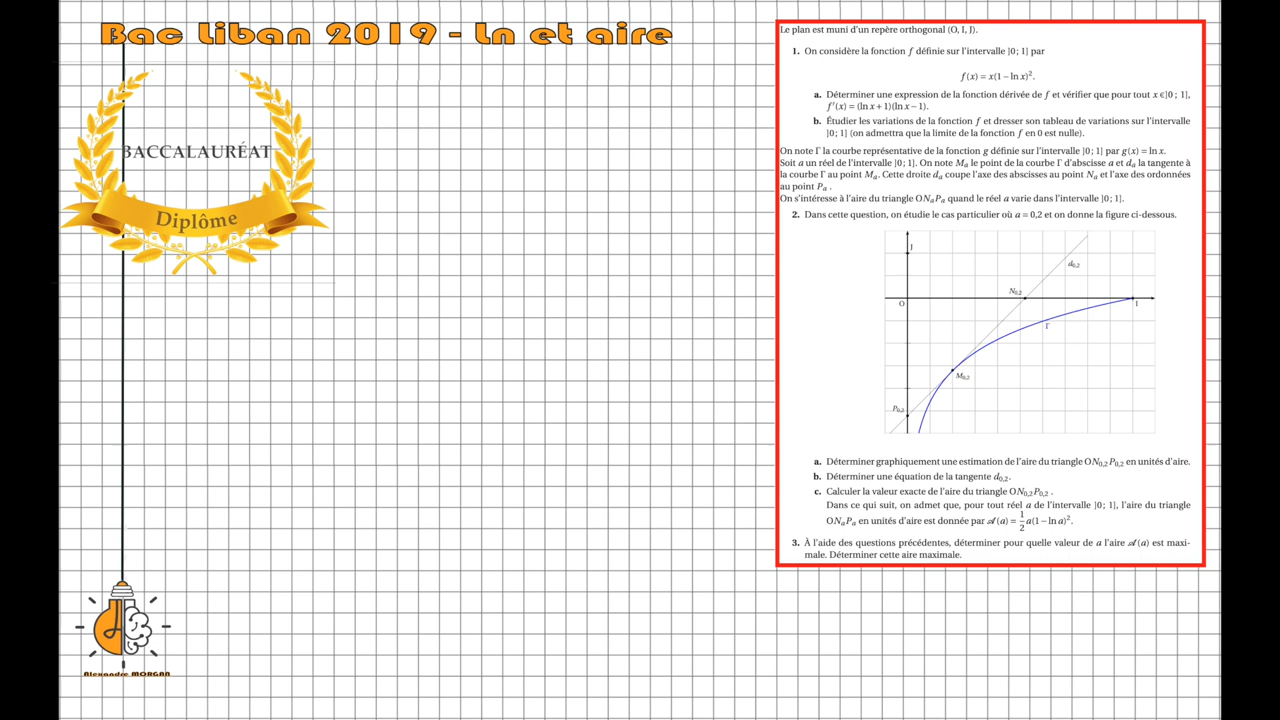 Bac Liban 2019 - Ln et aire
BACCALAURÉAT
Diplôme
Alexandre MORGAN
Le plan est muni d'un repère orthogonal (O, I, J).
1. On considère la fonction f définie sur l'intervalle ]0; 1] par
f(x) = x(1 − ln x)².
a. Déterminer une expression de la fonction dérivée de f et vérifier que pour tout x ∈]0 ; 1],
f′(x) = (ln x + 1)(ln x − 1).
b. Étudier les variations de la fonction f et dresser son tableau de variations sur l'intervalle
]0; 1] (on admettra que la limite de la fonction f en 0 est nulle).
On note Γ la courbe représentative de la fonction g définie sur l'intervalle ]0; 1] par g(x) = ln x.
Soit a un réel de l'intervalle ]0; 1]. On note Mₐ le point de la courbe Γ d'abscisse a et dₐ la tangente à
la courbe Γ au point Mₐ. Cette droite dₐ coupe l'axe des abscisses au point Nₐ et l'axe des ordonnées
au point Pₐ .
On s'intéresse à l'aire du triangle ONₐPₐ quand le réel a varie dans l'intervalle ]0; 1].
2. Dans cette question, on étudie le cas particulier où a = 0,2 et on donne la figure ci-dessous.
J
d0,2
N0,2
O
I
Γ
M0,2
P0,2
a. Déterminer graphiquement une estimation de l'aire du triangle ON0,2P0,2 en unités d'aire.
b. Déterminer une équation de la tangente d0,2.
c. Calculer la valeur exacte de l'aire du triangle ON0,2P0,2 .
Dans ce qui suit, on admet que, pour tout réel a de l'intervalle ]0; 1], l'aire du triangle
ONₐPₐ en unités d'aire est donnée par 𝒜(a) = 1/2 a(1 − ln a)².
3. À l'aide des questions précédentes, déterminer pour quelle valeur de a l'aire 𝒜(a) est maxi-
male. Déterminer cette aire maximale.